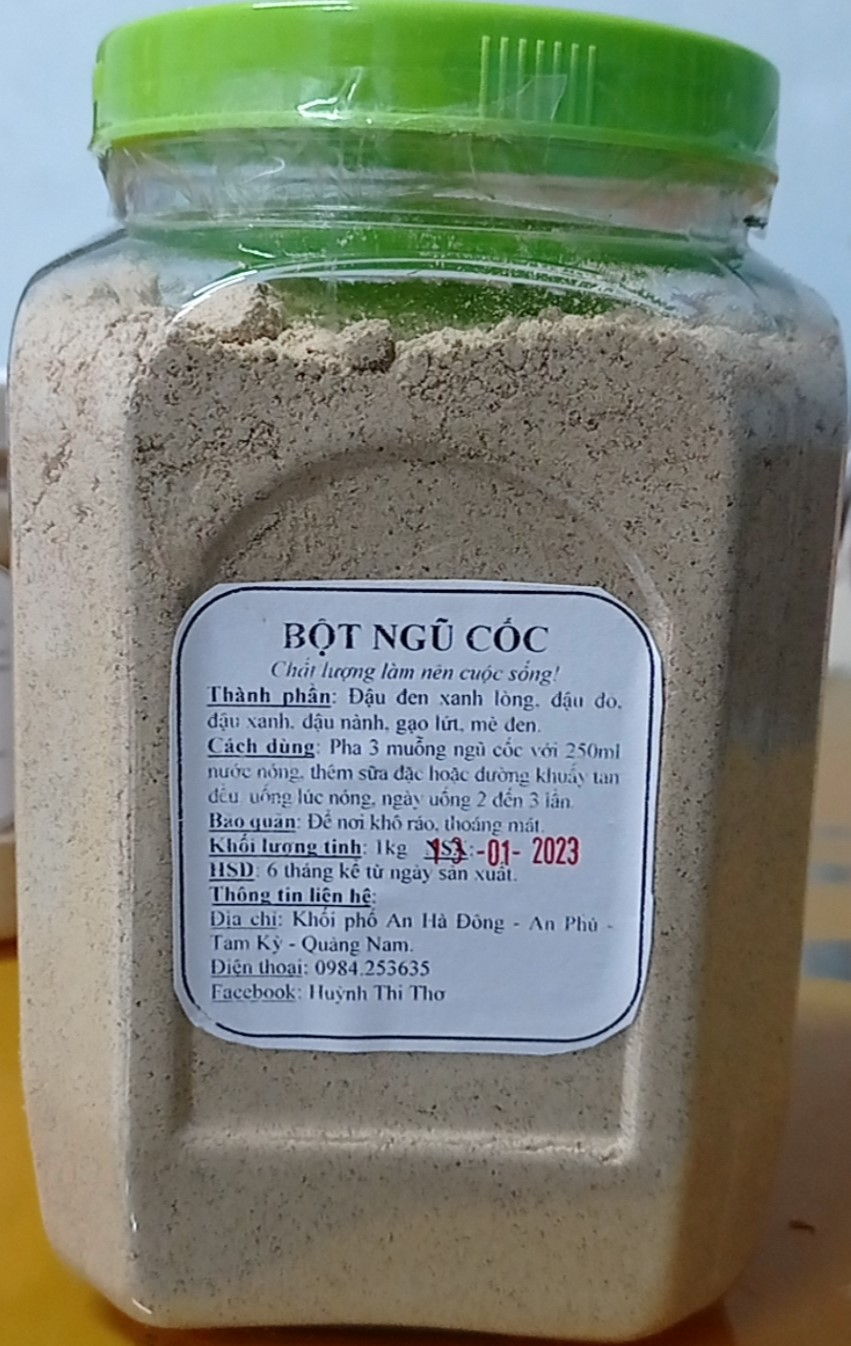 BỘT NGŨ CỐC
Chất lượng làm nên cuộc sống!
Thành phần: Đậu đen xanh lòng, đậu đỏ,
đậu xanh, đậu nành, gạo lứt, mè đen.
Cách dùng: Pha 3 muỗng ngũ cốc với 250ml
nước nóng, thêm sữa đặc hoặc đường khuấy tan
đều uống lúc nóng, ngày uống 2 đến 3 lần.
Bảo quản: Để nơi khô ráo, thoáng mát.
Khối lượng tịnh: 1kg NSX: 13-01-2023
HSD: 6 tháng kể từ ngày sản xuất.
Thông tin liên hệ:
Địa chỉ: Khối phố An Hà Đông - An Phú -
Tam Kỳ - Quảng Nam.
Điện thoại: 0984.253635
Facebook: Huỳnh Thi Thơ